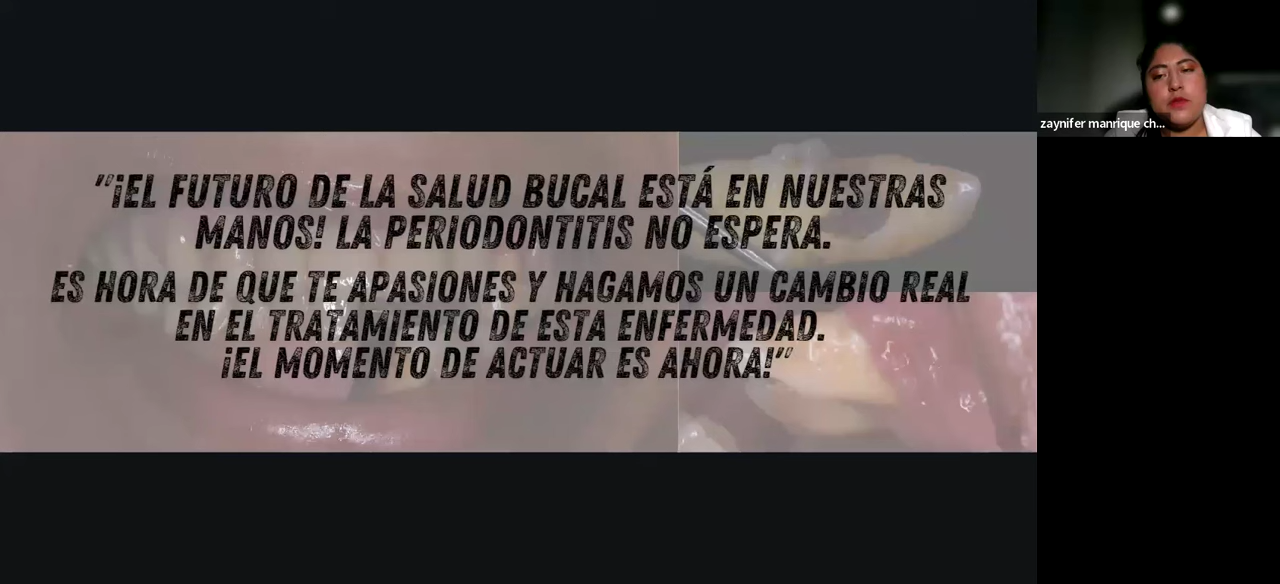 "¡EL FUTURO DE LA SALUD BUCAL ESTÁ EN NUESTRAS
MANOS! LA PERIODONTITIS NO ESPERA.
ES HORA DE QUE TE APASIONES Y HAGAMOS UN CAMBIO REAL
EN EL TRATAMIENTO DE ESTA ENFERMEDAD.
¡EL MOMENTO DE ACTUAR ES AHORA!"
zaynifer manrique ch...